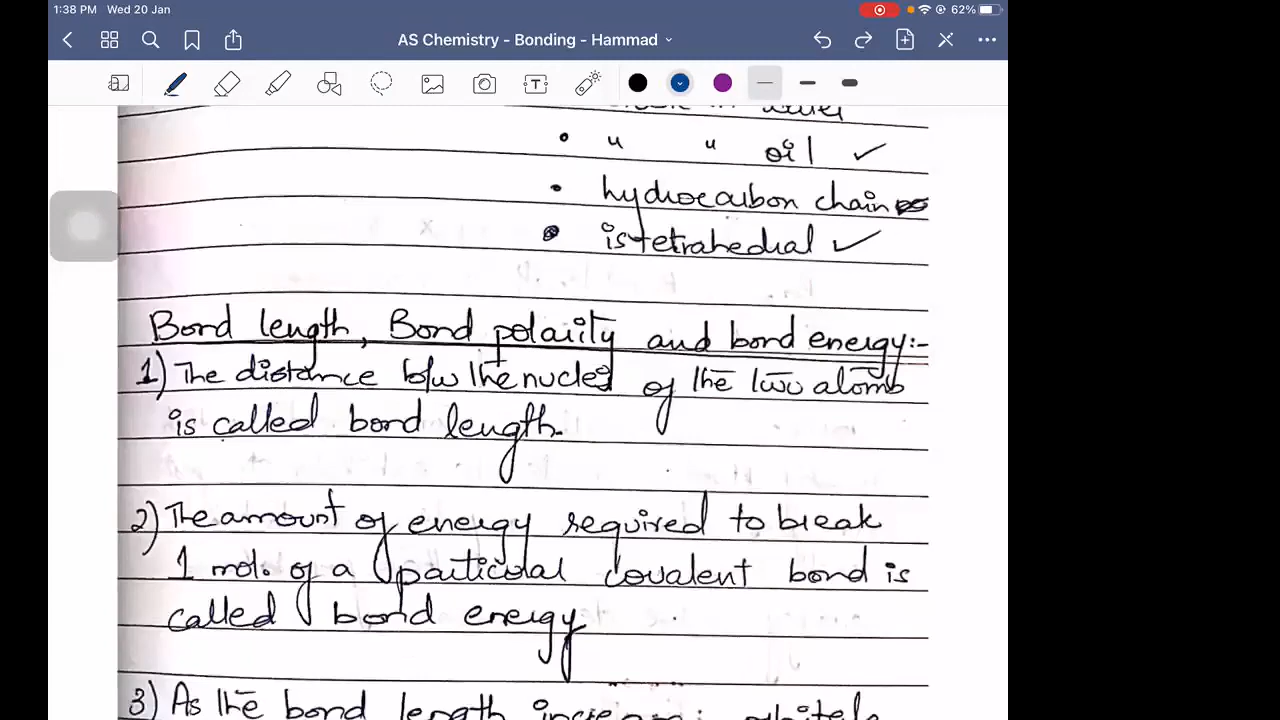 1:38 PM Wed 20 Jan
62%
AS Chemistry - Bonding - Hammad
• " " oil ✓
• hydrocarbon chain
• is tetrahedral ✓
Bond length, Bond polarity and bond energy:-
1) The distance b/w the nuclei of the two atoms
is called bond length.
2) The amount of energy required to break
1 mol. of a particular covalent bond is
called bond energy
3) As the bond length